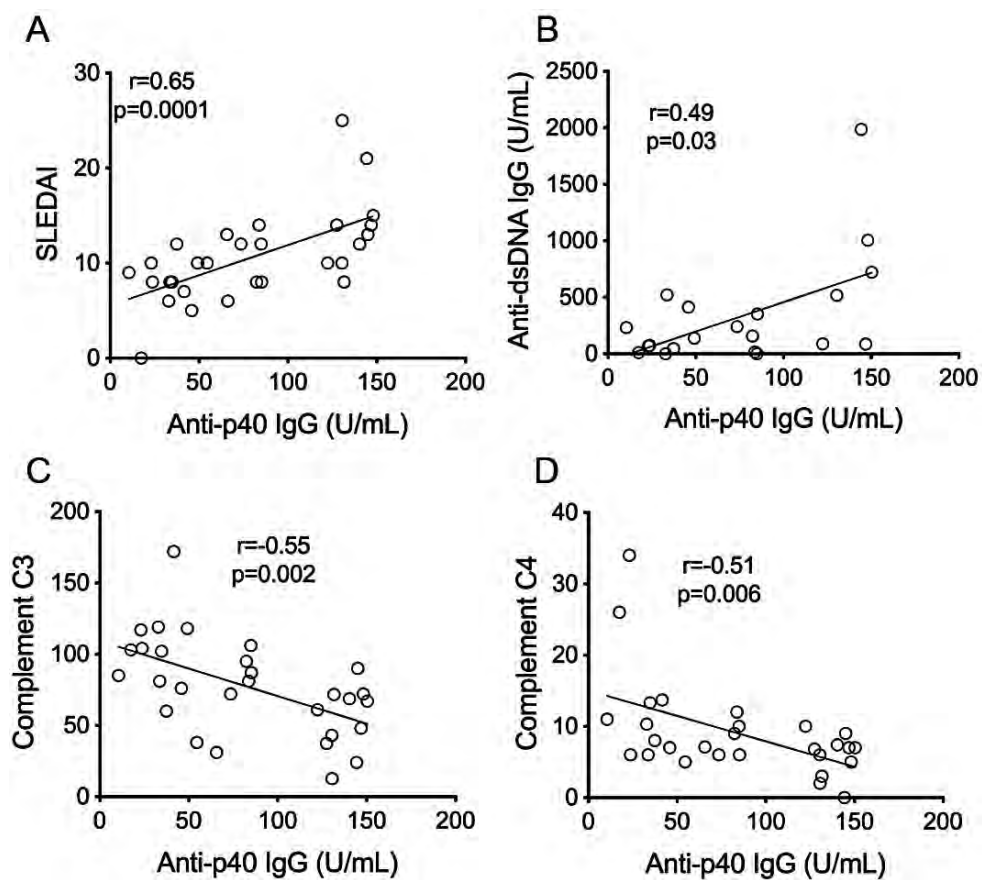 A
r=0.65
p=0.0001
SLEDAI
30
20
10
0
0 50 100 150 200
Anti-p40 IgG (U/mL)
B
r=0.49
p=0.03
Anti-dsDNA IgG (U/mL)
2500
2000
1500
1000
500
0
0 50 100 150 200
Anti-p40 IgG (U/mL)
C
r=-0.55
p=0.002
Complement C3
200
150
100
50
0
0 50 100 150 200
Anti-p40 IgG (U/mL)
D
r=-0.51
p=0.006
Complement C4
40
30
20
10
0
0 50 100 150 200
Anti-p40 IgG (U/mL)